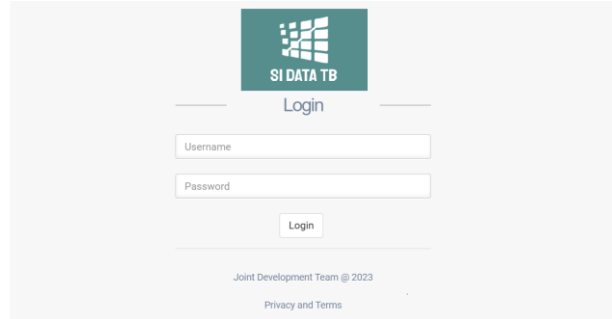 SI DATA TB
Login
Username
Password
Login
Joint Development Team @ 2023
Privacy and Terms